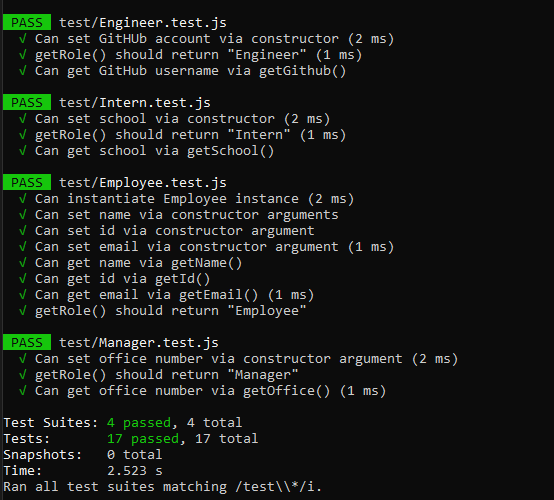 PASS test/Engineer.test.js
√ Can set GitHUb account via constructor (2 ms)
√ getRole() should return "Engineer" (1 ms)
√ Can get GitHub username via getGithub()
PASS test/Intern.test.js
√ Can set school via constructor (2 ms)
√ getRole() should return "Intern" (1 ms)
√ Can get school via getSchool()
PASS test/Employee.test.js
√ Can instantiate Employee instance (2 ms)
√ Can set name via constructor arguments
√ Can set id via constructor argument
√ Can set email via constructor argument (1 ms)
√ Can get name via getName()
√ Can get id via getId()
√ Can get email via getEmail() (1 ms)
√ getRole() should return "Employee"
PASS test/Manager.test.js
√ Can set office number via constructor argument (2 ms)
√ getRole() should return "Manager"
√ Can get office number via getOffice() (1 ms)
Test Suites: 4 passed, 4 total
Tests: 17 passed, 17 total
Snapshots: 0 total
Time: 2.523 s
Ran all test suites matching /test\\*/i.